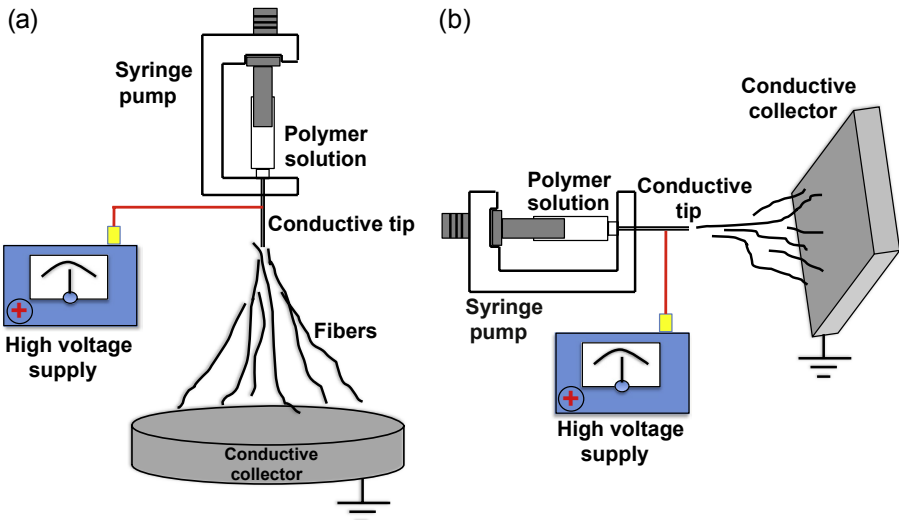 (a)
Syringe
pump
Polymer
solution
Conductive tip
Fibers
High voltage
supply
Conductive
collector
(b)
Conductive
collector
Polymer
solution
Conductive
tip
Syringe
pump
High voltage
supply